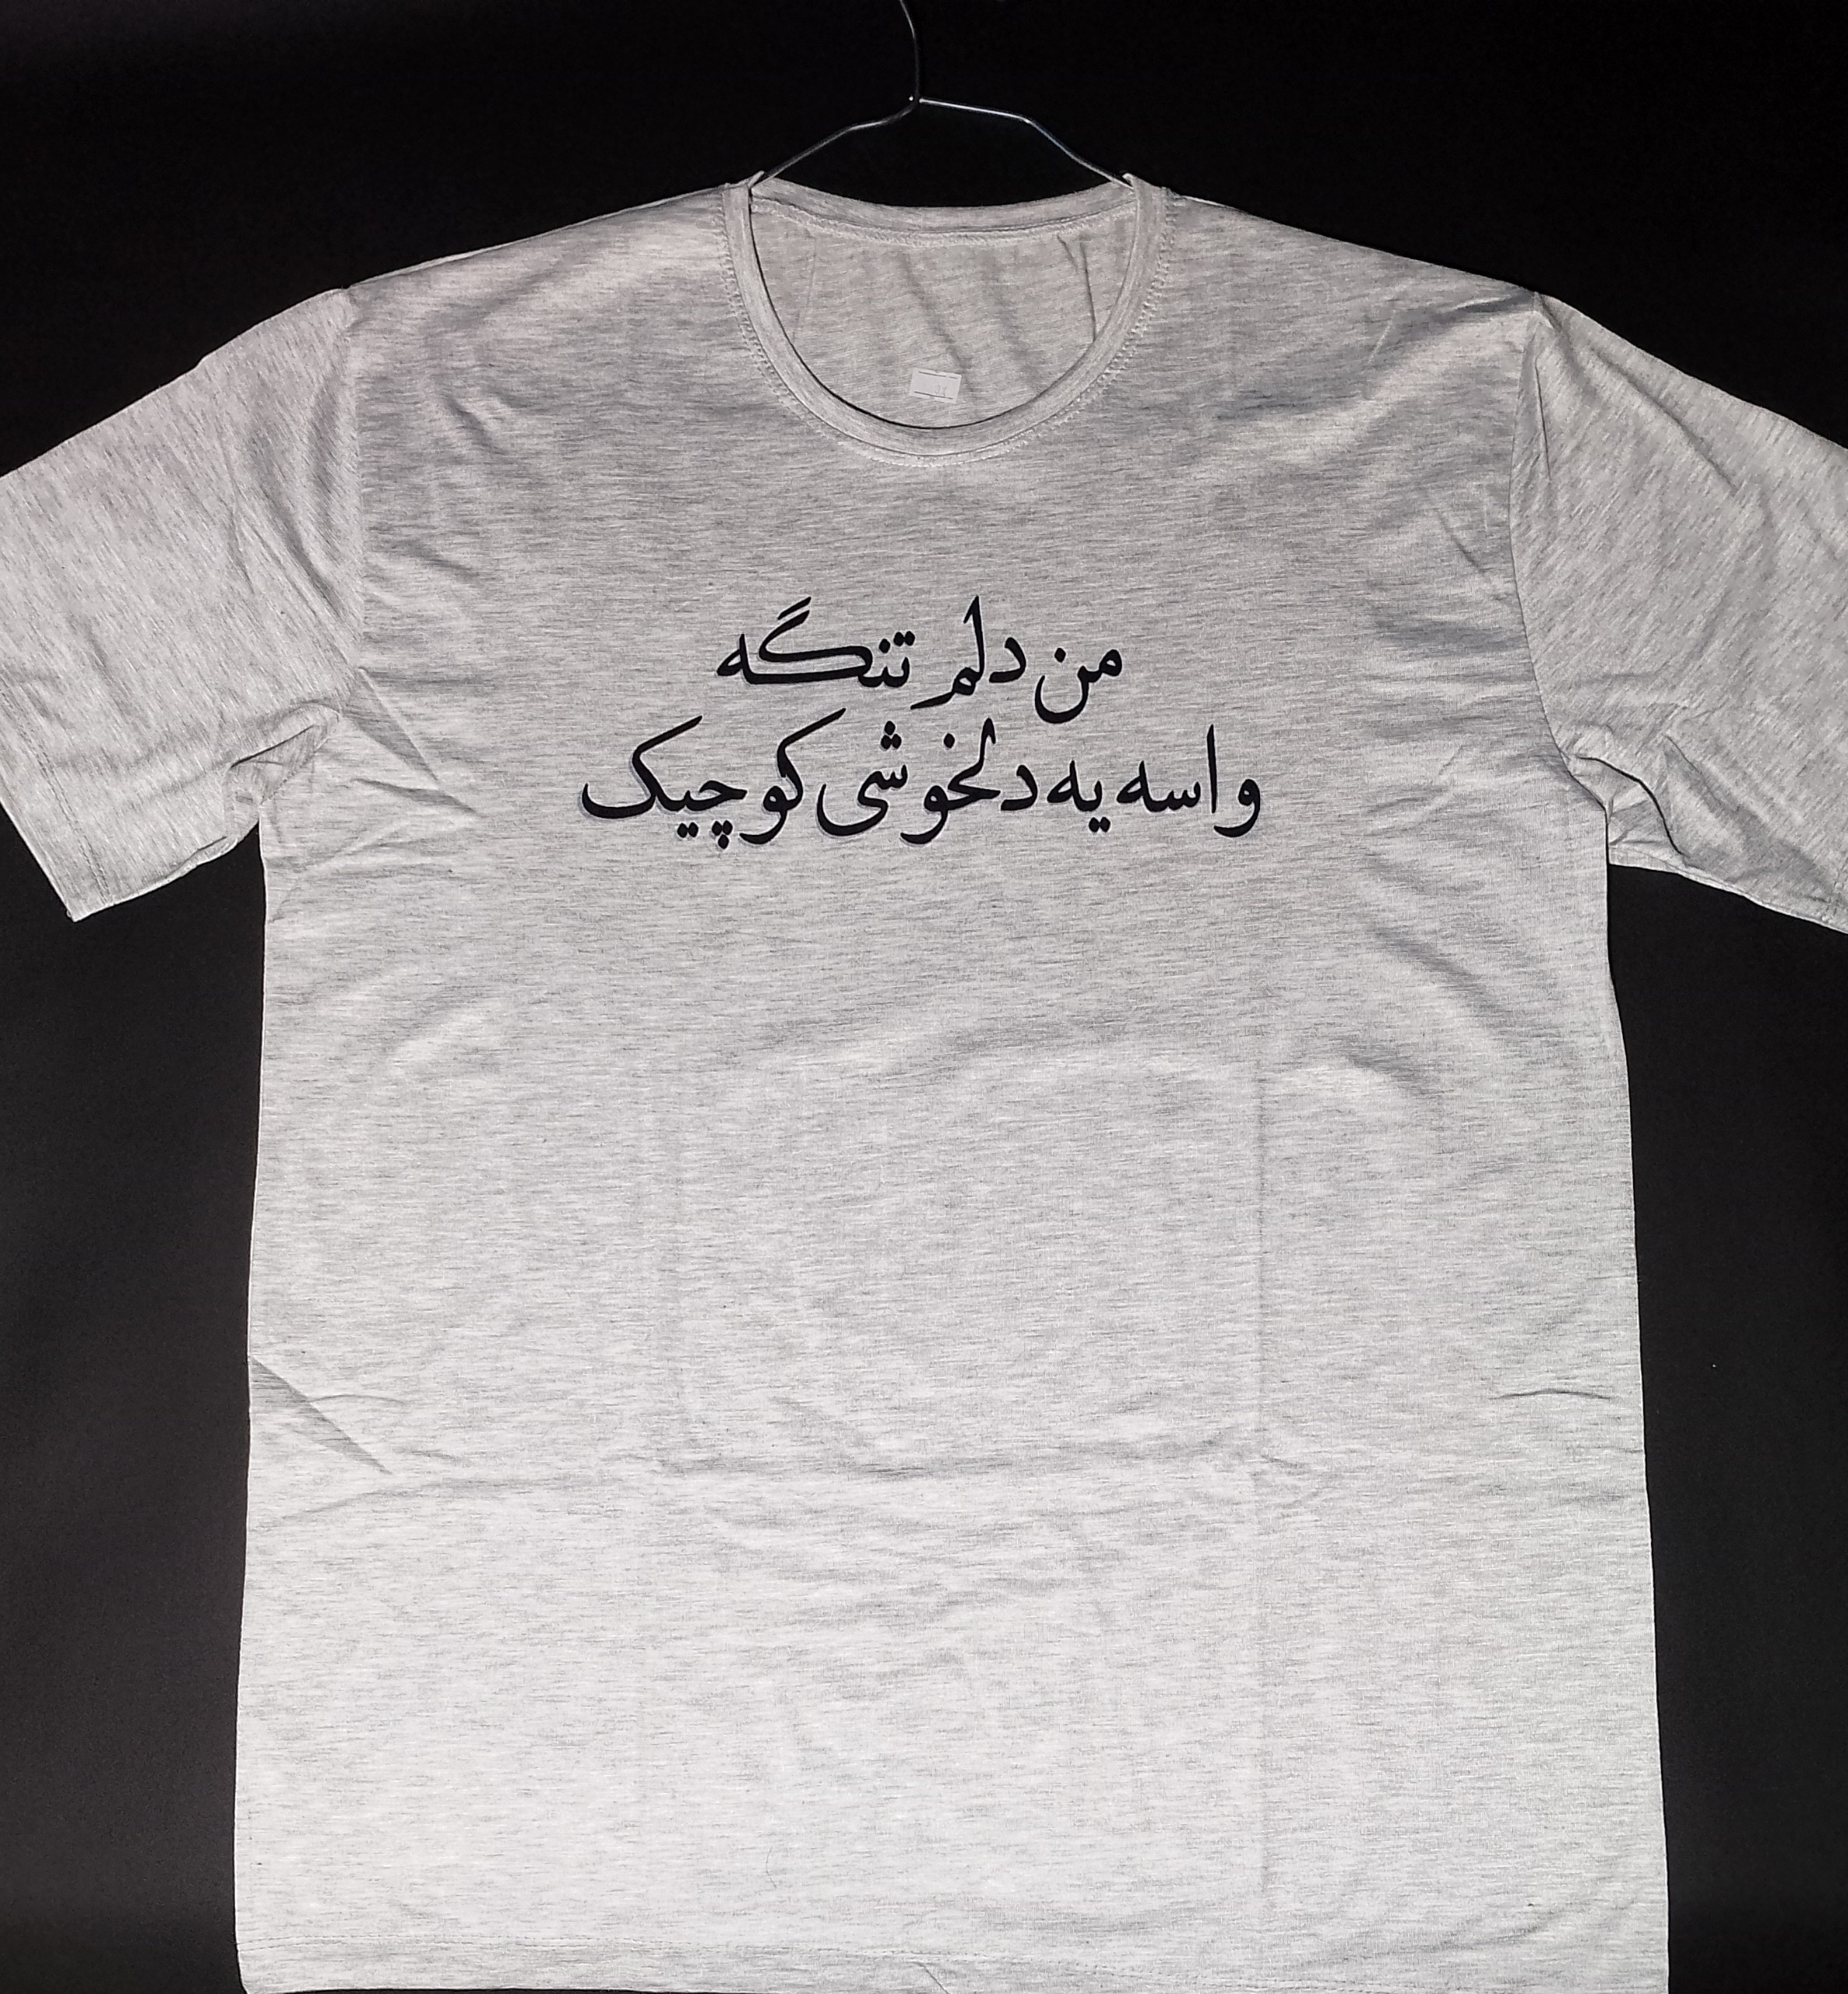 من دلم تنگه
واسه یه دلخوشی کوچیک